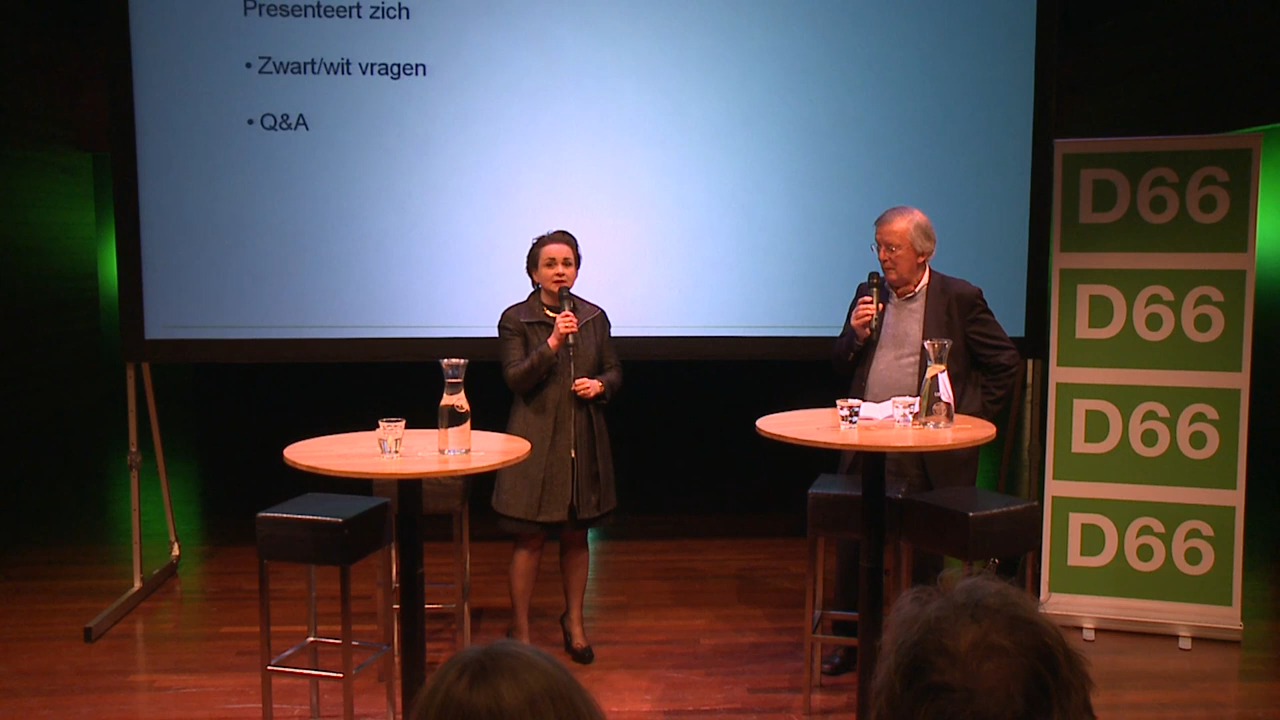 Presenteert zich
• Zwart/wit vragen
• Q&A
D66
D66
D66
D66